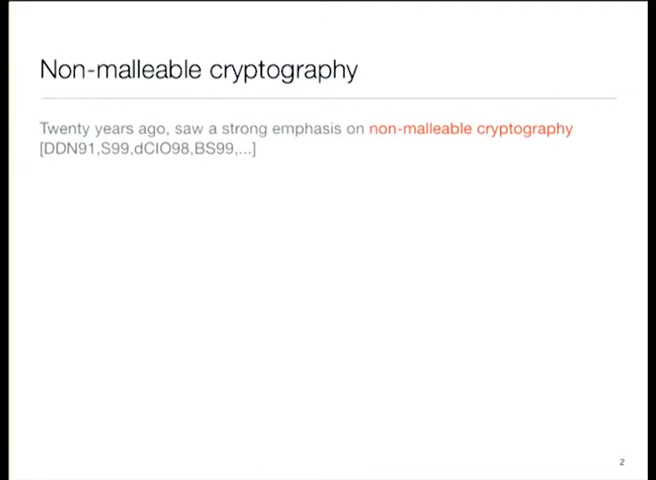 Non-malleable cryptography
Twenty years ago, saw a strong emphasis on non-malleable cryptography
[DDN91,S99,dCIO98,BS99,...]
2